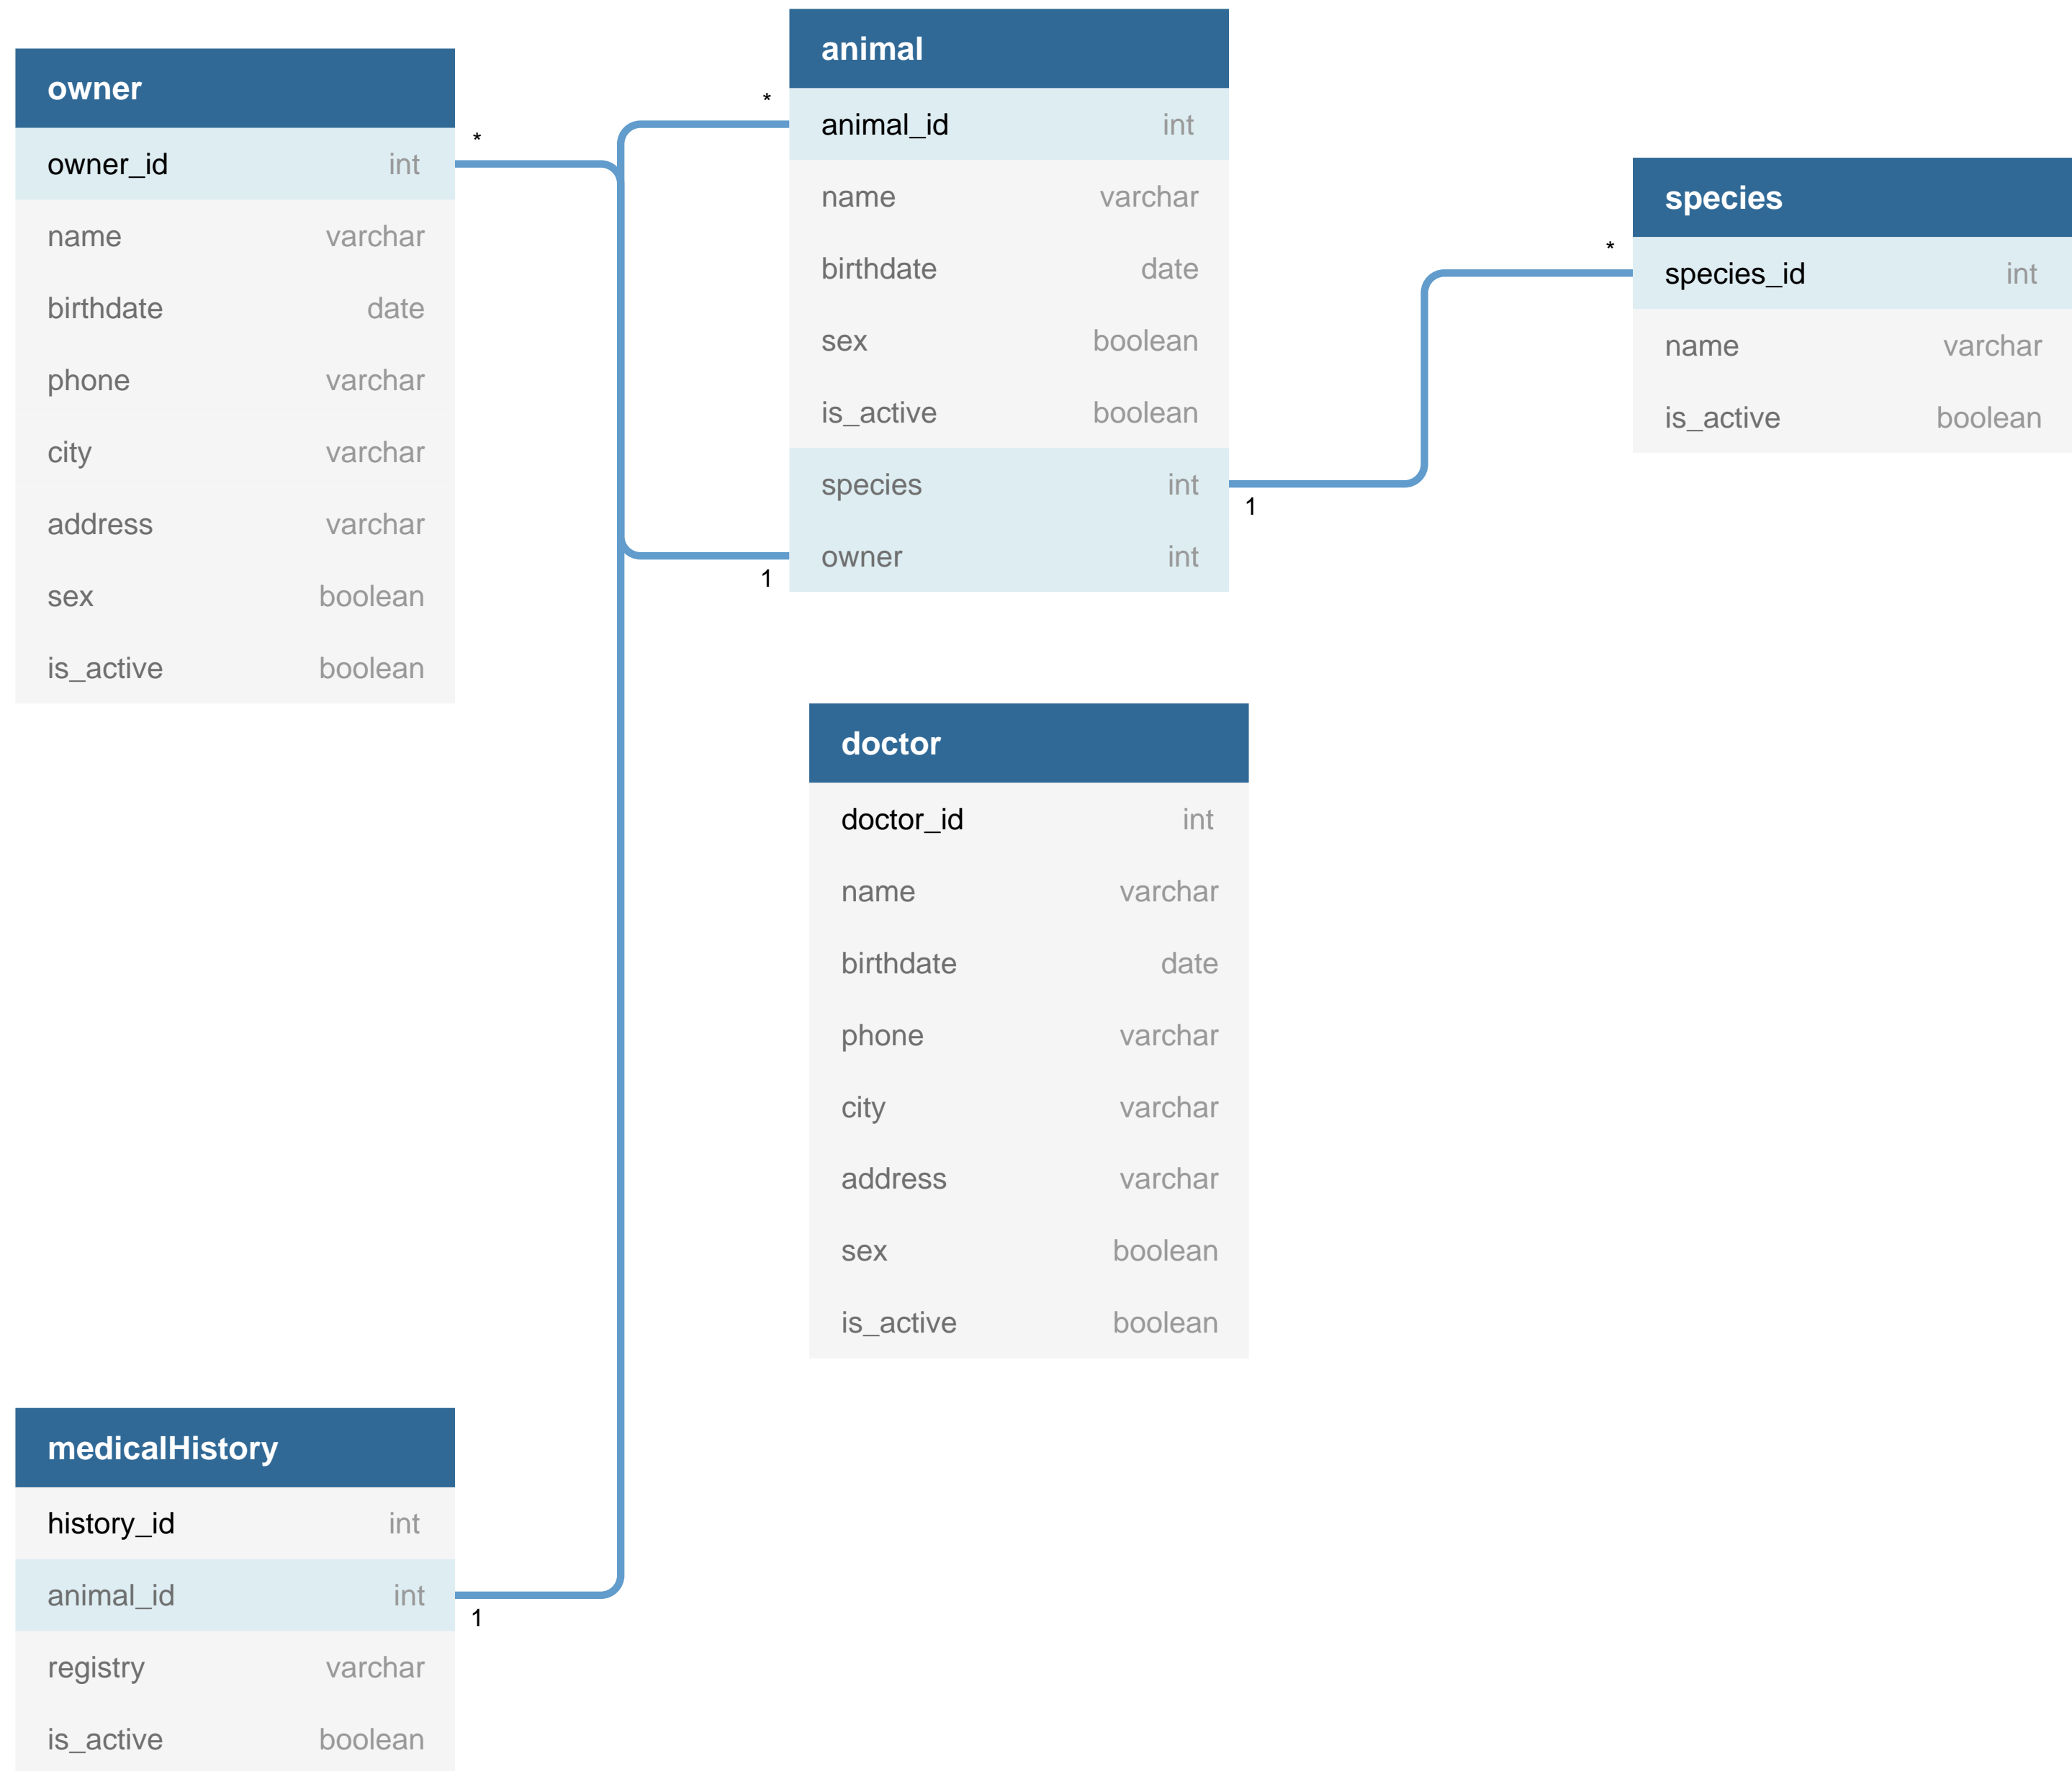 owner
owner_id int
name varchar
birthdate date
phone varchar
city varchar
address varchar
sex boolean
is_active boolean
*
*
1
animal
animal_id int
name varchar
birthdate date
sex boolean
is_active boolean
species int
owner int
1
*
species
species_id int
name varchar
is_active boolean
doctor
doctor_id int
name varchar
birthdate date
phone varchar
city varchar
address varchar
sex boolean
is_active boolean
medicalHistory
history_id int
animal_id int
registry varchar
is_active boolean
1